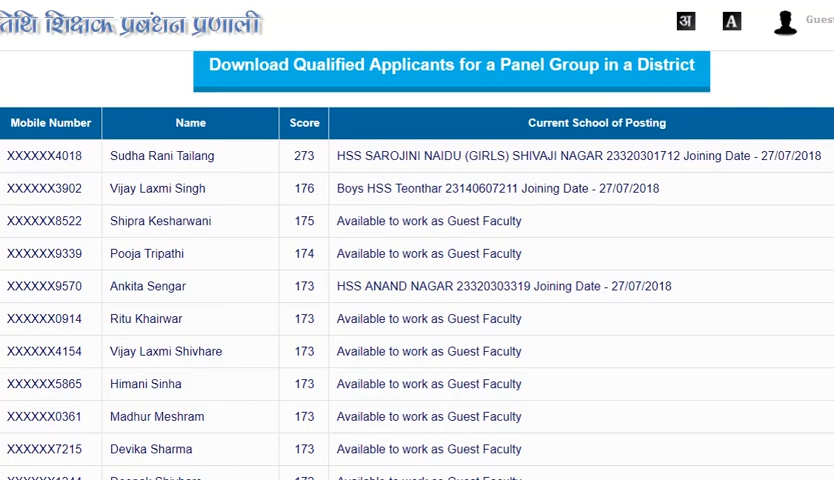 तिथि शिक्षक प्रबंधन प्रणाली
अ A Guest
Download Qualified Applicants for a Panel Group in a District
Mobile Number Name Score Current School of Posting
XXXXXX4018 Sudha Rani Tailang 273 HSS SAROJINI NAIDU (GIRLS) SHIVAJI NAGAR 23320301712 Joining Date - 27/07/2018
XXXXXX3902 Vijay Laxmi Singh 176 Boys HSS Teonthar 23140607211 Joining Date - 27/07/2018
XXXXXX8522 Shipra Kesharwani 175 Available to work as Guest Faculty
XXXXXX9339 Pooja Tripathi 174 Available to work as Guest Faculty
XXXXXX9570 Ankita Sengar 173 HSS ANAND NAGAR 23320303319 Joining Date - 27/07/2018
XXXXXX0914 Ritu Khairwar 173 Available to work as Guest Faculty
XXXXXX4154 Vijay Laxmi Shivhare 173 Available to work as Guest Faculty
XXXXXX5865 Himani Sinha 173 Available to work as Guest Faculty
XXXXXX0361 Madhur Meshram 173 Available to work as Guest Faculty
XXXXXX7215 Devika Sharma 173 Available to work as Guest Faculty